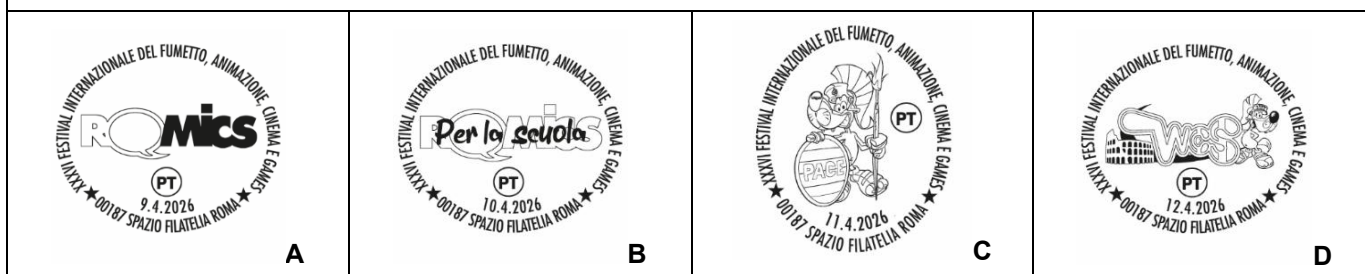 XXXVI FESTIVAL INTERNAZIONALE DEL FUMETTO, ANIMAZIONE, CINEMA E GAMES
ROMICS
PT
9.4.2026
00187 SPAZIO FILATELIA ROMA
A
XXXVI FESTIVAL INTERNAZIONALE DEL FUMETTO, ANIMAZIONE, CINEMA E GAMES
ROMICS
Per la scuola
PT
10.4.2026
00187 SPAZIO FILATELIA ROMA
B
XXXVI FESTIVAL INTERNAZIONALE DEL FUMETTO, ANIMAZIONE, CINEMA E GAMES
PT
PACE
11.4.2026
00187 SPAZIO FILATELIA ROMA
C
XXXVI FESTIVAL INTERNAZIONALE DEL FUMETTO, ANIMAZIONE, CINEMA E GAMES
PT
12.4.2026
00187 SPAZIO FILATELIA ROMA
D